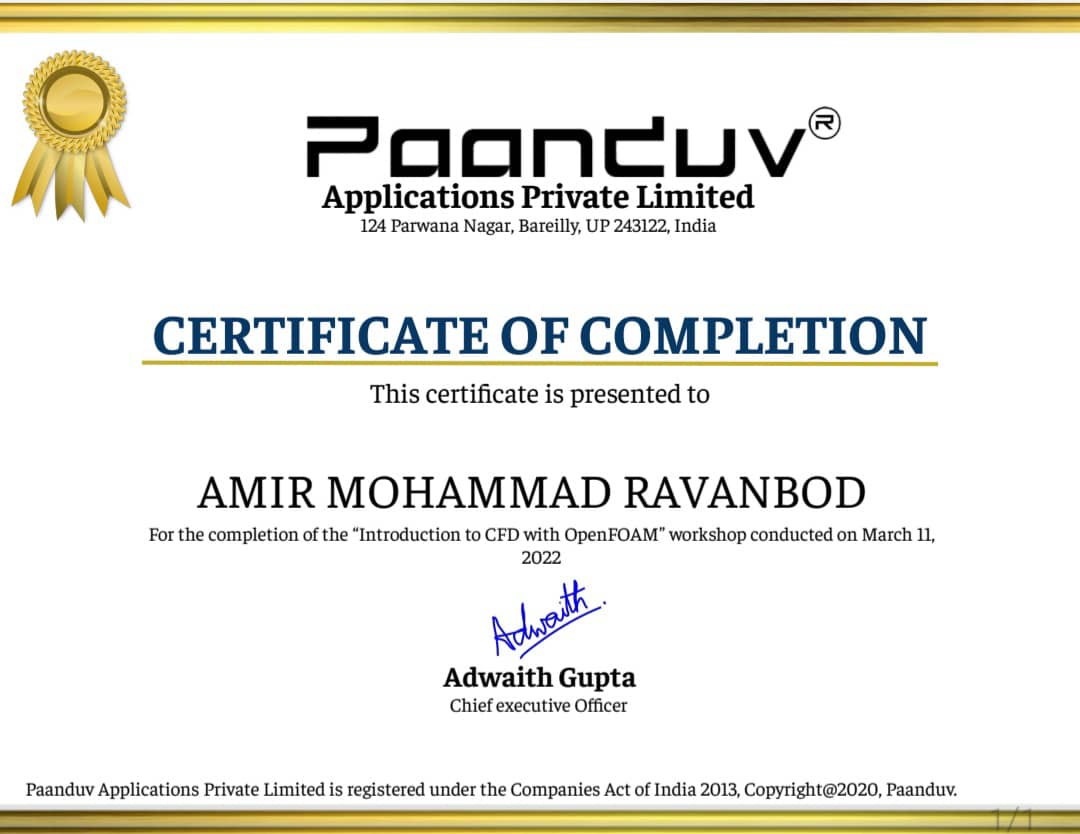 Paanduv®
Applications Private Limited
124 Parwana Nagar, Bareilly, UP 243122, India
CERTIFICATE OF COMPLETION
This certificate is presented to
AMIR MOHAMMAD RAVANBOD
For the completion of the “Introduction to CFD with OpenFOAM” workshop conducted on March 11,
2022
Adwaith.
Adwaith Gupta
Chief executive Officer
Paanduv Applications Private Limited is registered under the Companies Act of India 2013, Copyright@2020, Paanduv.
1/1